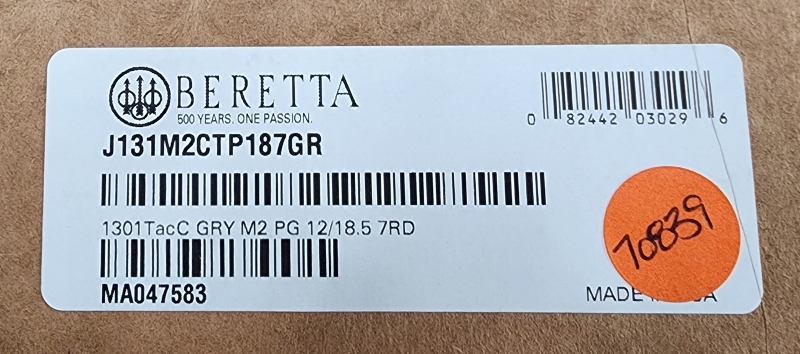 BERETTA
500 YEARS. ONE PASSION.
J131M2CTP187GR
0 82442 03029 6
1301TacC GRY M2 PG 12/18.5 7RD
MA047583
70839
MADE